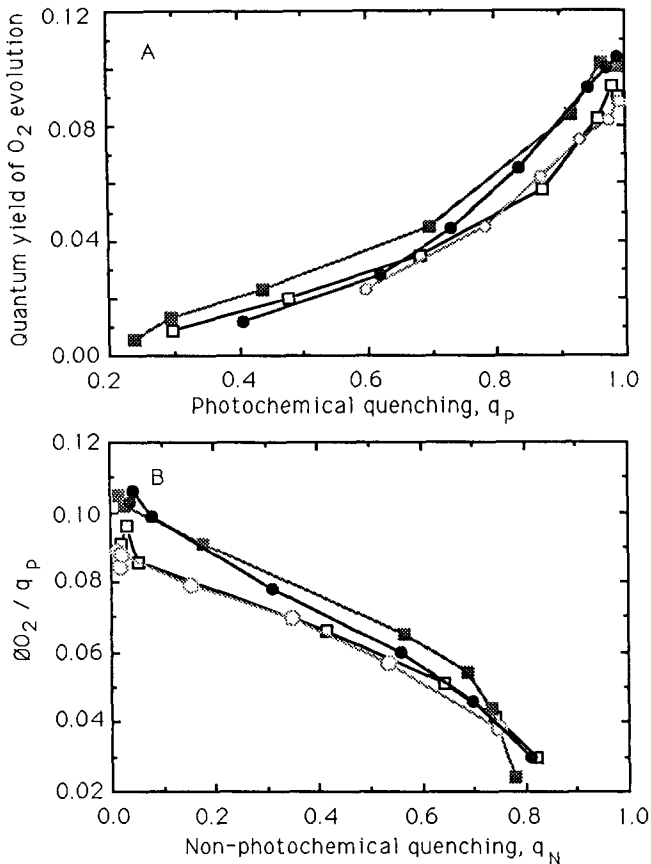 0.12
A
0.08
0.04
0.00
Quantum yield of O2 evolution
0.2 0.4 0.6 0.8 1.0
Photochemical quenching, qp
0.12
B
0.10
0.08
0.06
0.04
0.02
ØO2 / qp
0.0 0.2 0.4 0.6 0.8 1.0
Non-photochemical quenching, qN